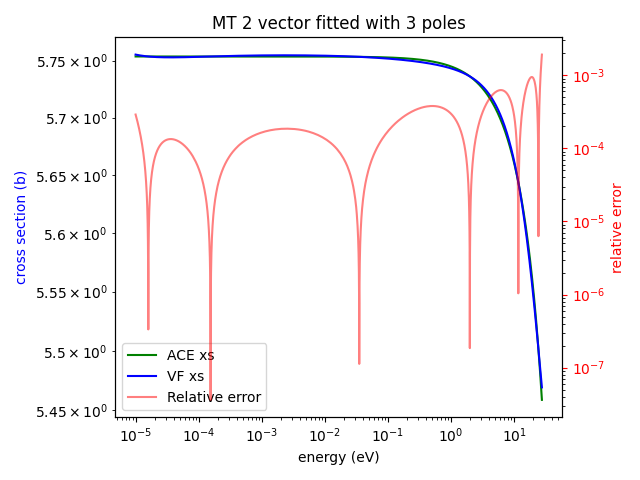 MT 2 vector fitted with 3 poles
5.75 × 10⁰
5.7 × 10⁰
5.65 × 10⁰
5.6 × 10⁰
5.55 × 10⁰
5.5 × 10⁰
5.45 × 10⁰
cross section (b)
10⁻³
10⁻⁴
10⁻⁵
10⁻⁶
10⁻⁷
relative error
ACE xs
VF xs
Relative error
10⁻⁵ 10⁻⁴ 10⁻³ 10⁻² 10⁻¹ 10⁰ 10¹
energy (eV)